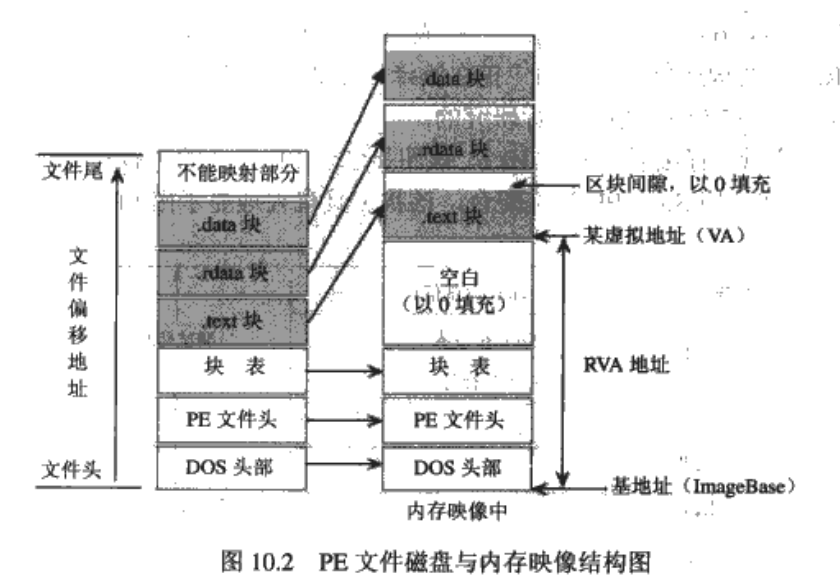 .data 块
.rdata 块
区块间隙，以 0 填充
.text 块
某虚拟地址（VA）
文件尾
不能映射部分
.data 块
空白
（以 0 填充）
文件偏移地址
.rdata 块
.text 块
块 表
块 表
RVA 地址
PE 文件头
PE 文件头
文件头
DOS 头部
DOS 头部
基地址（ImageBase）
内存映像中
图 10.2 PE 文件磁盘与内存映像结构图